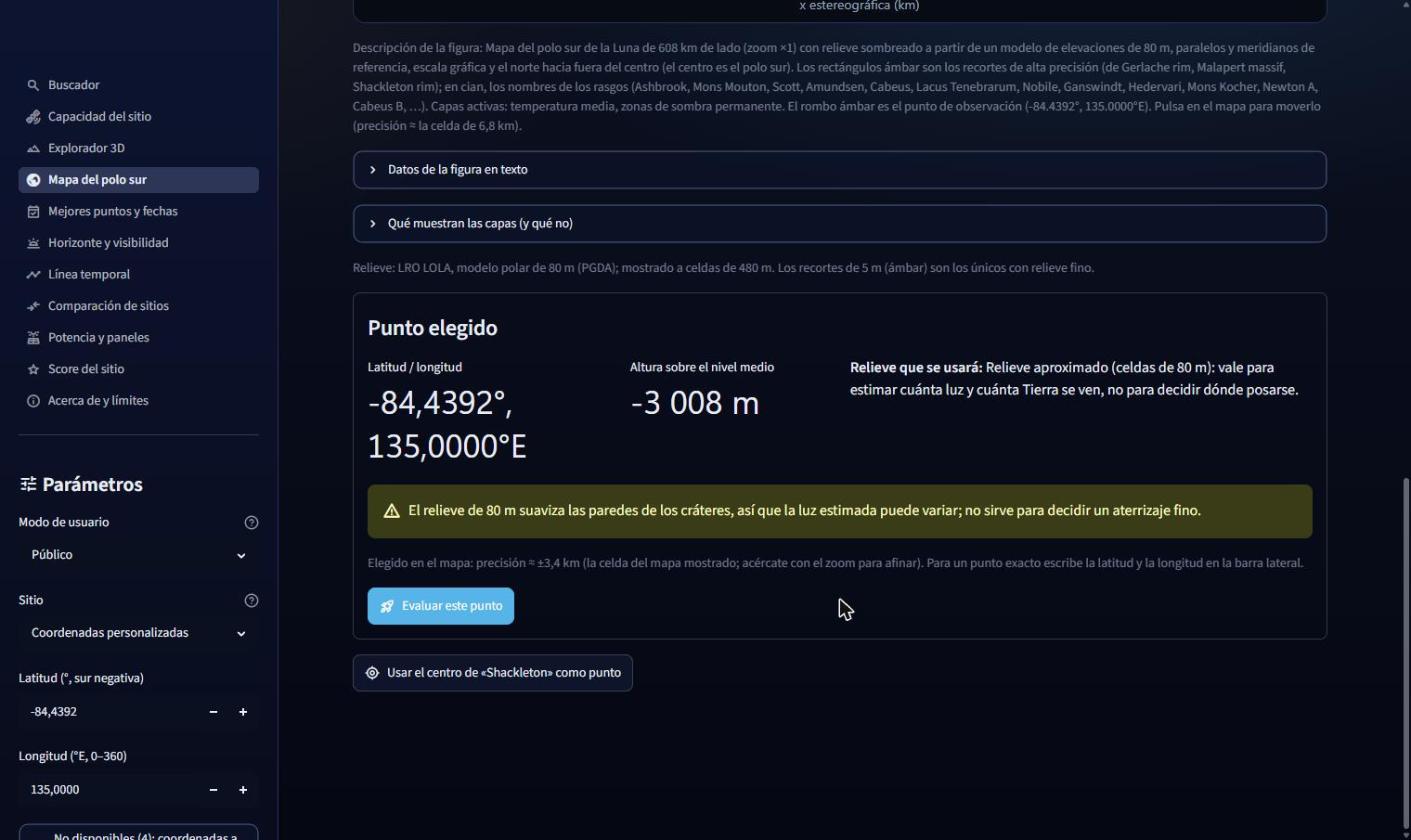 Buscador
Capacidad del sitio
Explorador 3D
Mapa del polo sur
Mejores puntos y fechas
Horizonte y visibilidad
Línea temporal
Comparación de sitios
Potencia y paneles
Score del sitio
Acerca de y límites
Parámetros
Modo de usuario
Público
Sitio
Coordenadas personalizadas
Latitud (°, sur negativa)
-84,4392
Longitud (°E, 0–360)
135,0000
No disponibles (4): coordenadas a
x estereográfica (km)
Descripción de la figura: Mapa del polo sur de la Luna de 608 km de lado (zoom ×1) con relieve sombreado a partir de un modelo de elevaciones de 80 m, paralelos y meridianos de
referencia, escala gráfica y el norte hacia fuera del centro (el centro es el polo sur). Los rectángulos ámbar son los recortes de alta precisión (de Gerlache rim, Malapert massif,
Shackleton rim); en cian, los nombres de los rasgos (Ashbrook, Mons Mouton, Scott, Amundsen, Cabeus, Lacus Tenebrarum, Nobile, Ganswindt, Hedervari, Mons Kocher, Newton A,
Cabeus B, …). Capas activas: temperatura media, zonas de sombra permanente. El rombo ámbar es el punto de observación (-84.4392°, 135.0000°E). Pulsa en el mapa para moverlo
(precisión ≈ la celda de 6,8 km).
Datos de la figura en texto
Qué muestran las capas (y qué no)
Relieve: LRO LOLA, modelo polar de 80 m (PGDA); mostrado a celdas de 480 m. Los recortes de 5 m (ámbar) son los únicos con relieve fino.
Punto elegido
Latitud / longitud
-84,4392°,
135,0000°E
Altura sobre el nivel medio
-3 008 m
Relieve que se usará: Relieve aproximado (celdas de 80 m): vale para
estimar cuánta luz y cuánta Tierra se ven, no para decidir dónde posarse.
El relieve de 80 m suaviza las paredes de los cráteres, así que la luz estimada puede variar; no sirve para decidir un aterrizaje fino.
Elegido en el mapa: precisión ≈ ±3,4 km (la celda del mapa mostrado; acércate con el zoom para afinar). Para un punto exacto escribe la latitud y la longitud en la barra lateral.
Evaluar este punto
Usar el centro de «Shackleton» como punto